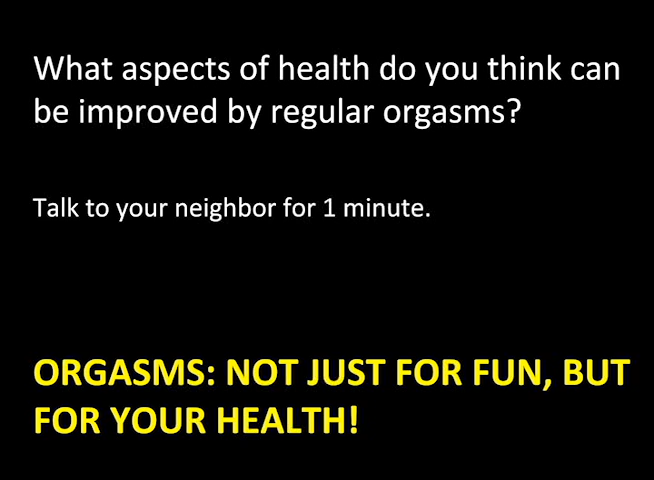 What aspects of health do you think can
be improved by regular orgasms?
Talk to your neighbor for 1 minute.
ORGASMS: NOT JUST FOR FUN, BUT
FOR YOUR HEALTH!